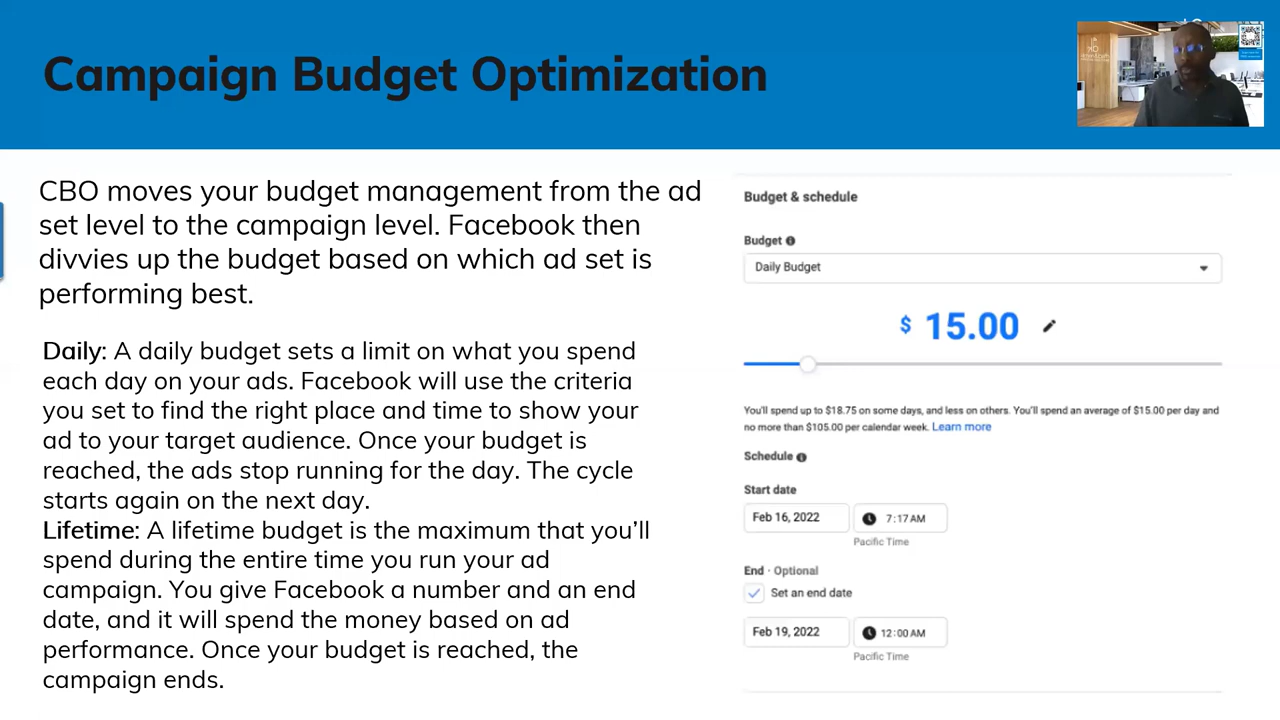 Campaign Budget Optimization
CBO moves your budget management from the ad
set level to the campaign level. Facebook then
divvies up the budget based on which ad set is
performing best.
Daily: A daily budget sets a limit on what you spend
each day on your ads. Facebook will use the criteria
you set to find the right place and time to show your
ad to your target audience. Once your budget is
reached, the ads stop running for the day. The cycle
starts again on the next day.
Lifetime: A lifetime budget is the maximum that you’ll
spend during the entire time you run your ad
campaign. You give Facebook a number and an end
date, and it will spend the money based on ad
performance. Once your budget is reached, the
campaign ends.
Budget & schedule
Budget
Daily Budget
$ 15.00
You'll spend up to $18.75 on some days, and less on others. You'll spend an average of $15.00 per day and
no more than $105.00 per calendar week. Learn more
Schedule
Start date
Feb 16, 2022 7:17AM
Pacific Time
End · Optional
Set an end date
Feb 19, 2022 12:00AM
Pacific Time